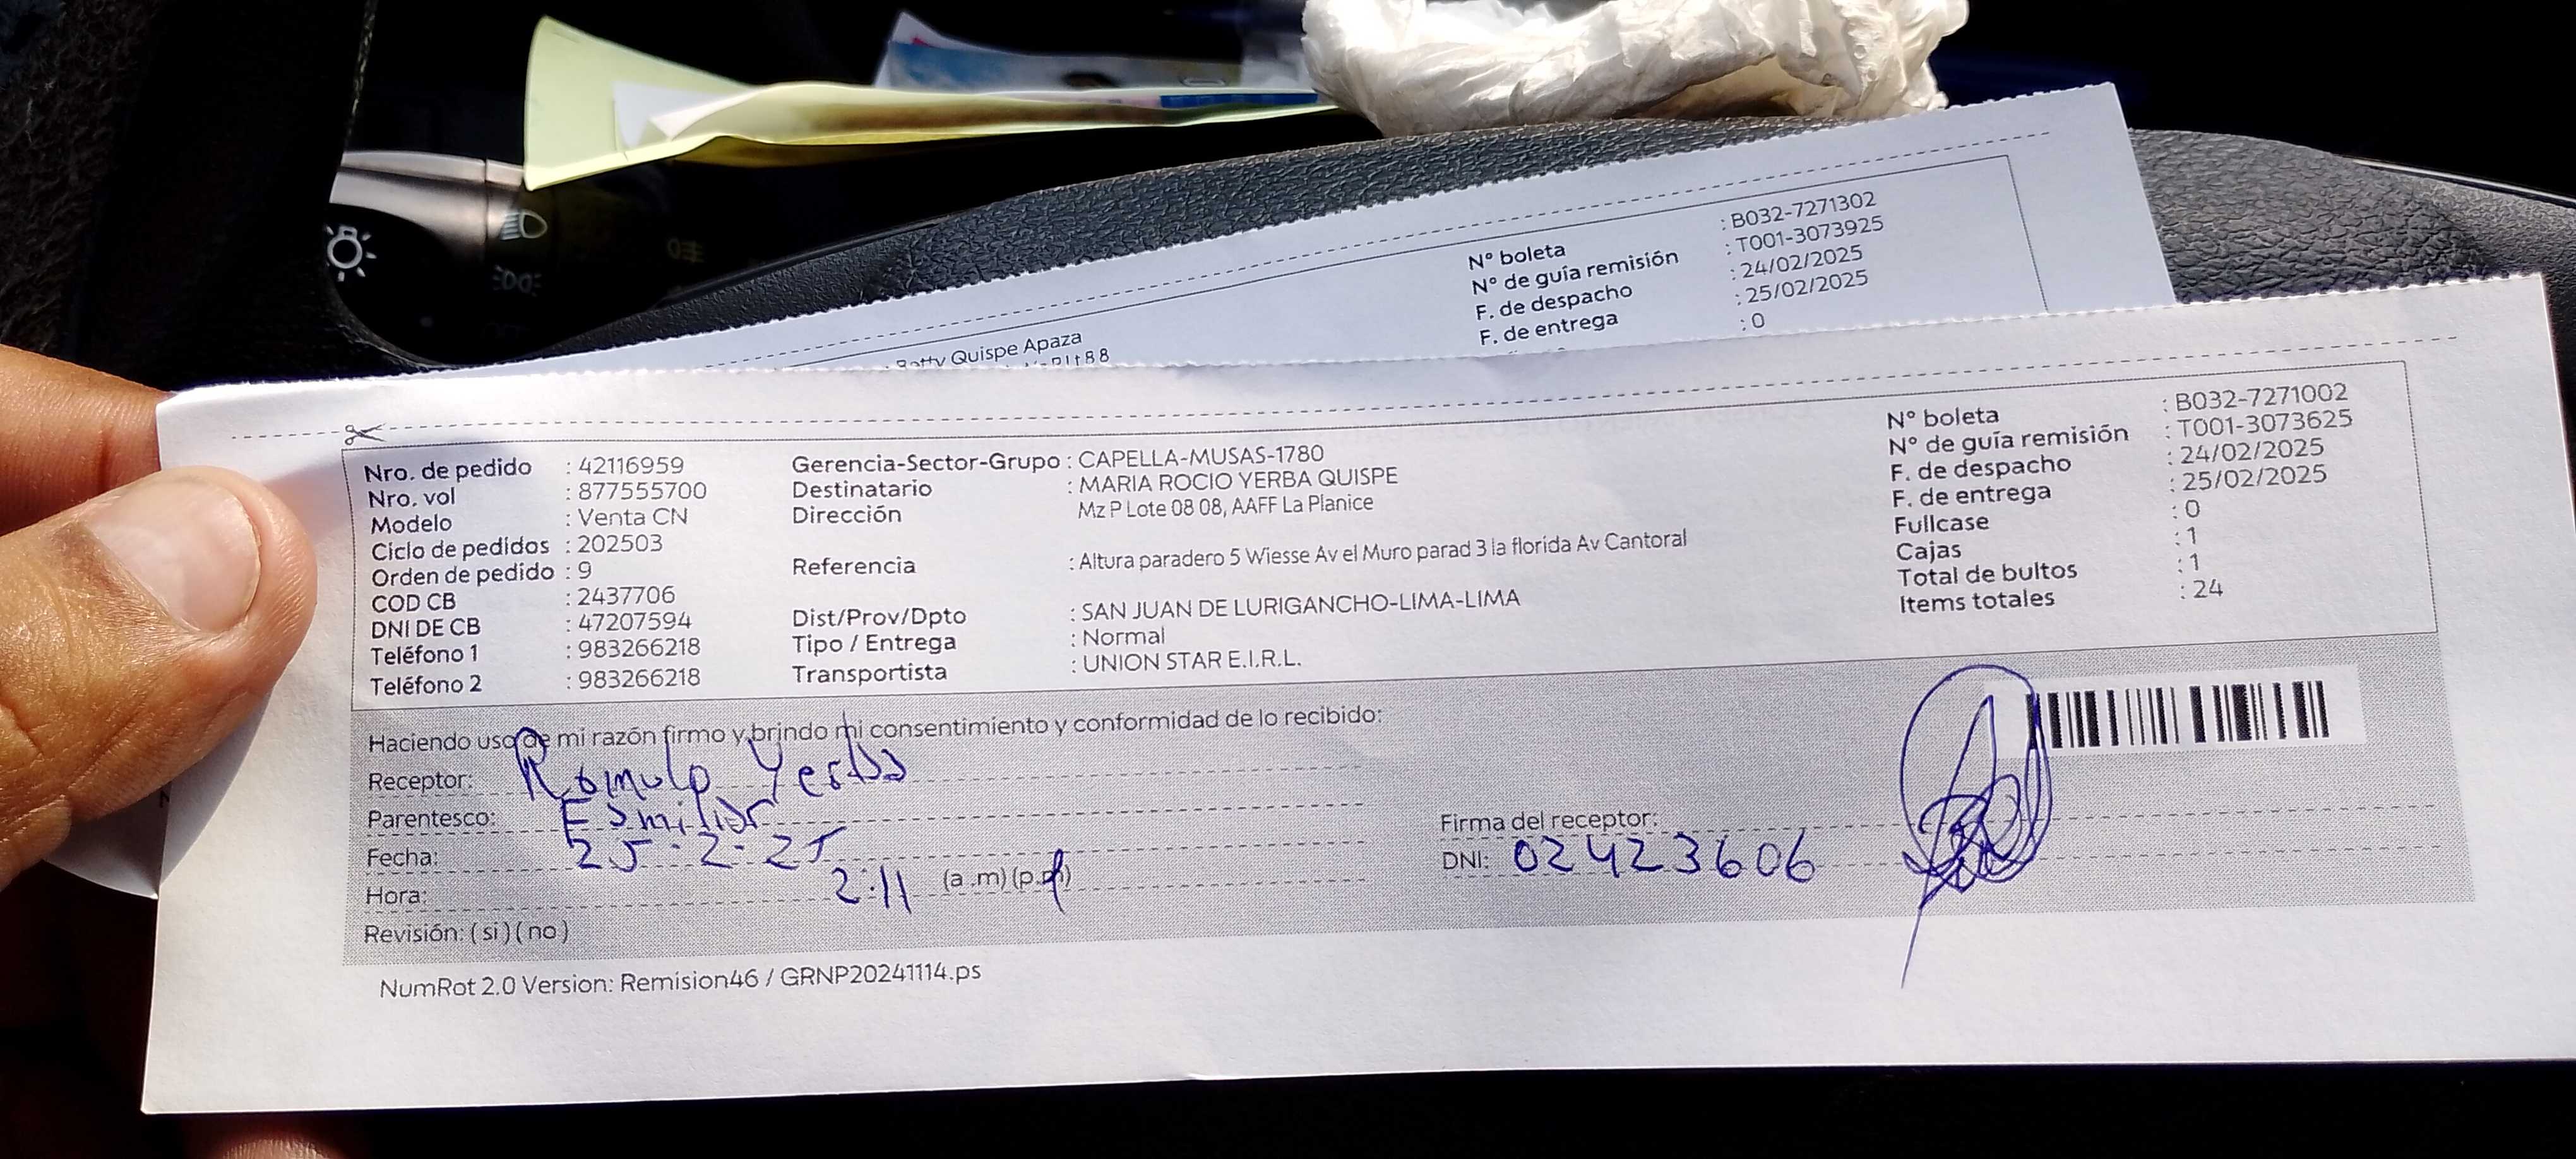 Nº boleta : B032-7271302
Nº de guía remisión : T001-3073925
F. de despacho : 24/02/2025
F. de entrega : 25/02/2025
: 0
Quispe Apaza
Nro. de pedido : 42116959
Nro. vol : 877555700
Modelo : Venta CN
Ciclo de pedidos : 202503
Orden de pedido : 9
COD CB : 2437706
DNI DE CB : 47207594
Teléfono 1 : 983266218
Teléfono 2 : 983266218
Gerencia-Sector-Grupo : CAPELLA-MUSAS-1780
Destinatario : MARIA ROCIO YERBA QUISPE
Dirección Mz P Lote 08 08, AAFF La Planice
Referencia : Altura paradero 5 Wiesse Av el Muro parad 3 la florida Av Cantoral
Dist/Prov/Dpto : SAN JUAN DE LURIGANCHO-LIMA-LIMA
Tipo / Entrega : Normal
Transportista : UNION STAR E.I.R.L.
Nº boleta : B032-7271002
Nº de guía remisión : T001-3073625
F. de despacho : 24/02/2025
F. de entrega : 25/02/2025
Fullcase : 0
Cajas : 1
Total de bultos : 1
Items totales : 24
Haciendo uso de mi razón firmo y brindo mi consentimiento y conformidad de lo recibido:
Receptor: Romulo Yerba
Parentesco: Familiar
Fecha: 25-2-25
Hora: 2:11 (a.m) (p.m)
Revisión: ( si ) ( no )
Firma del receptor:
DNI: 02423606
NumRot 2.0 Version: Remision46 / GRNP20241114.ps